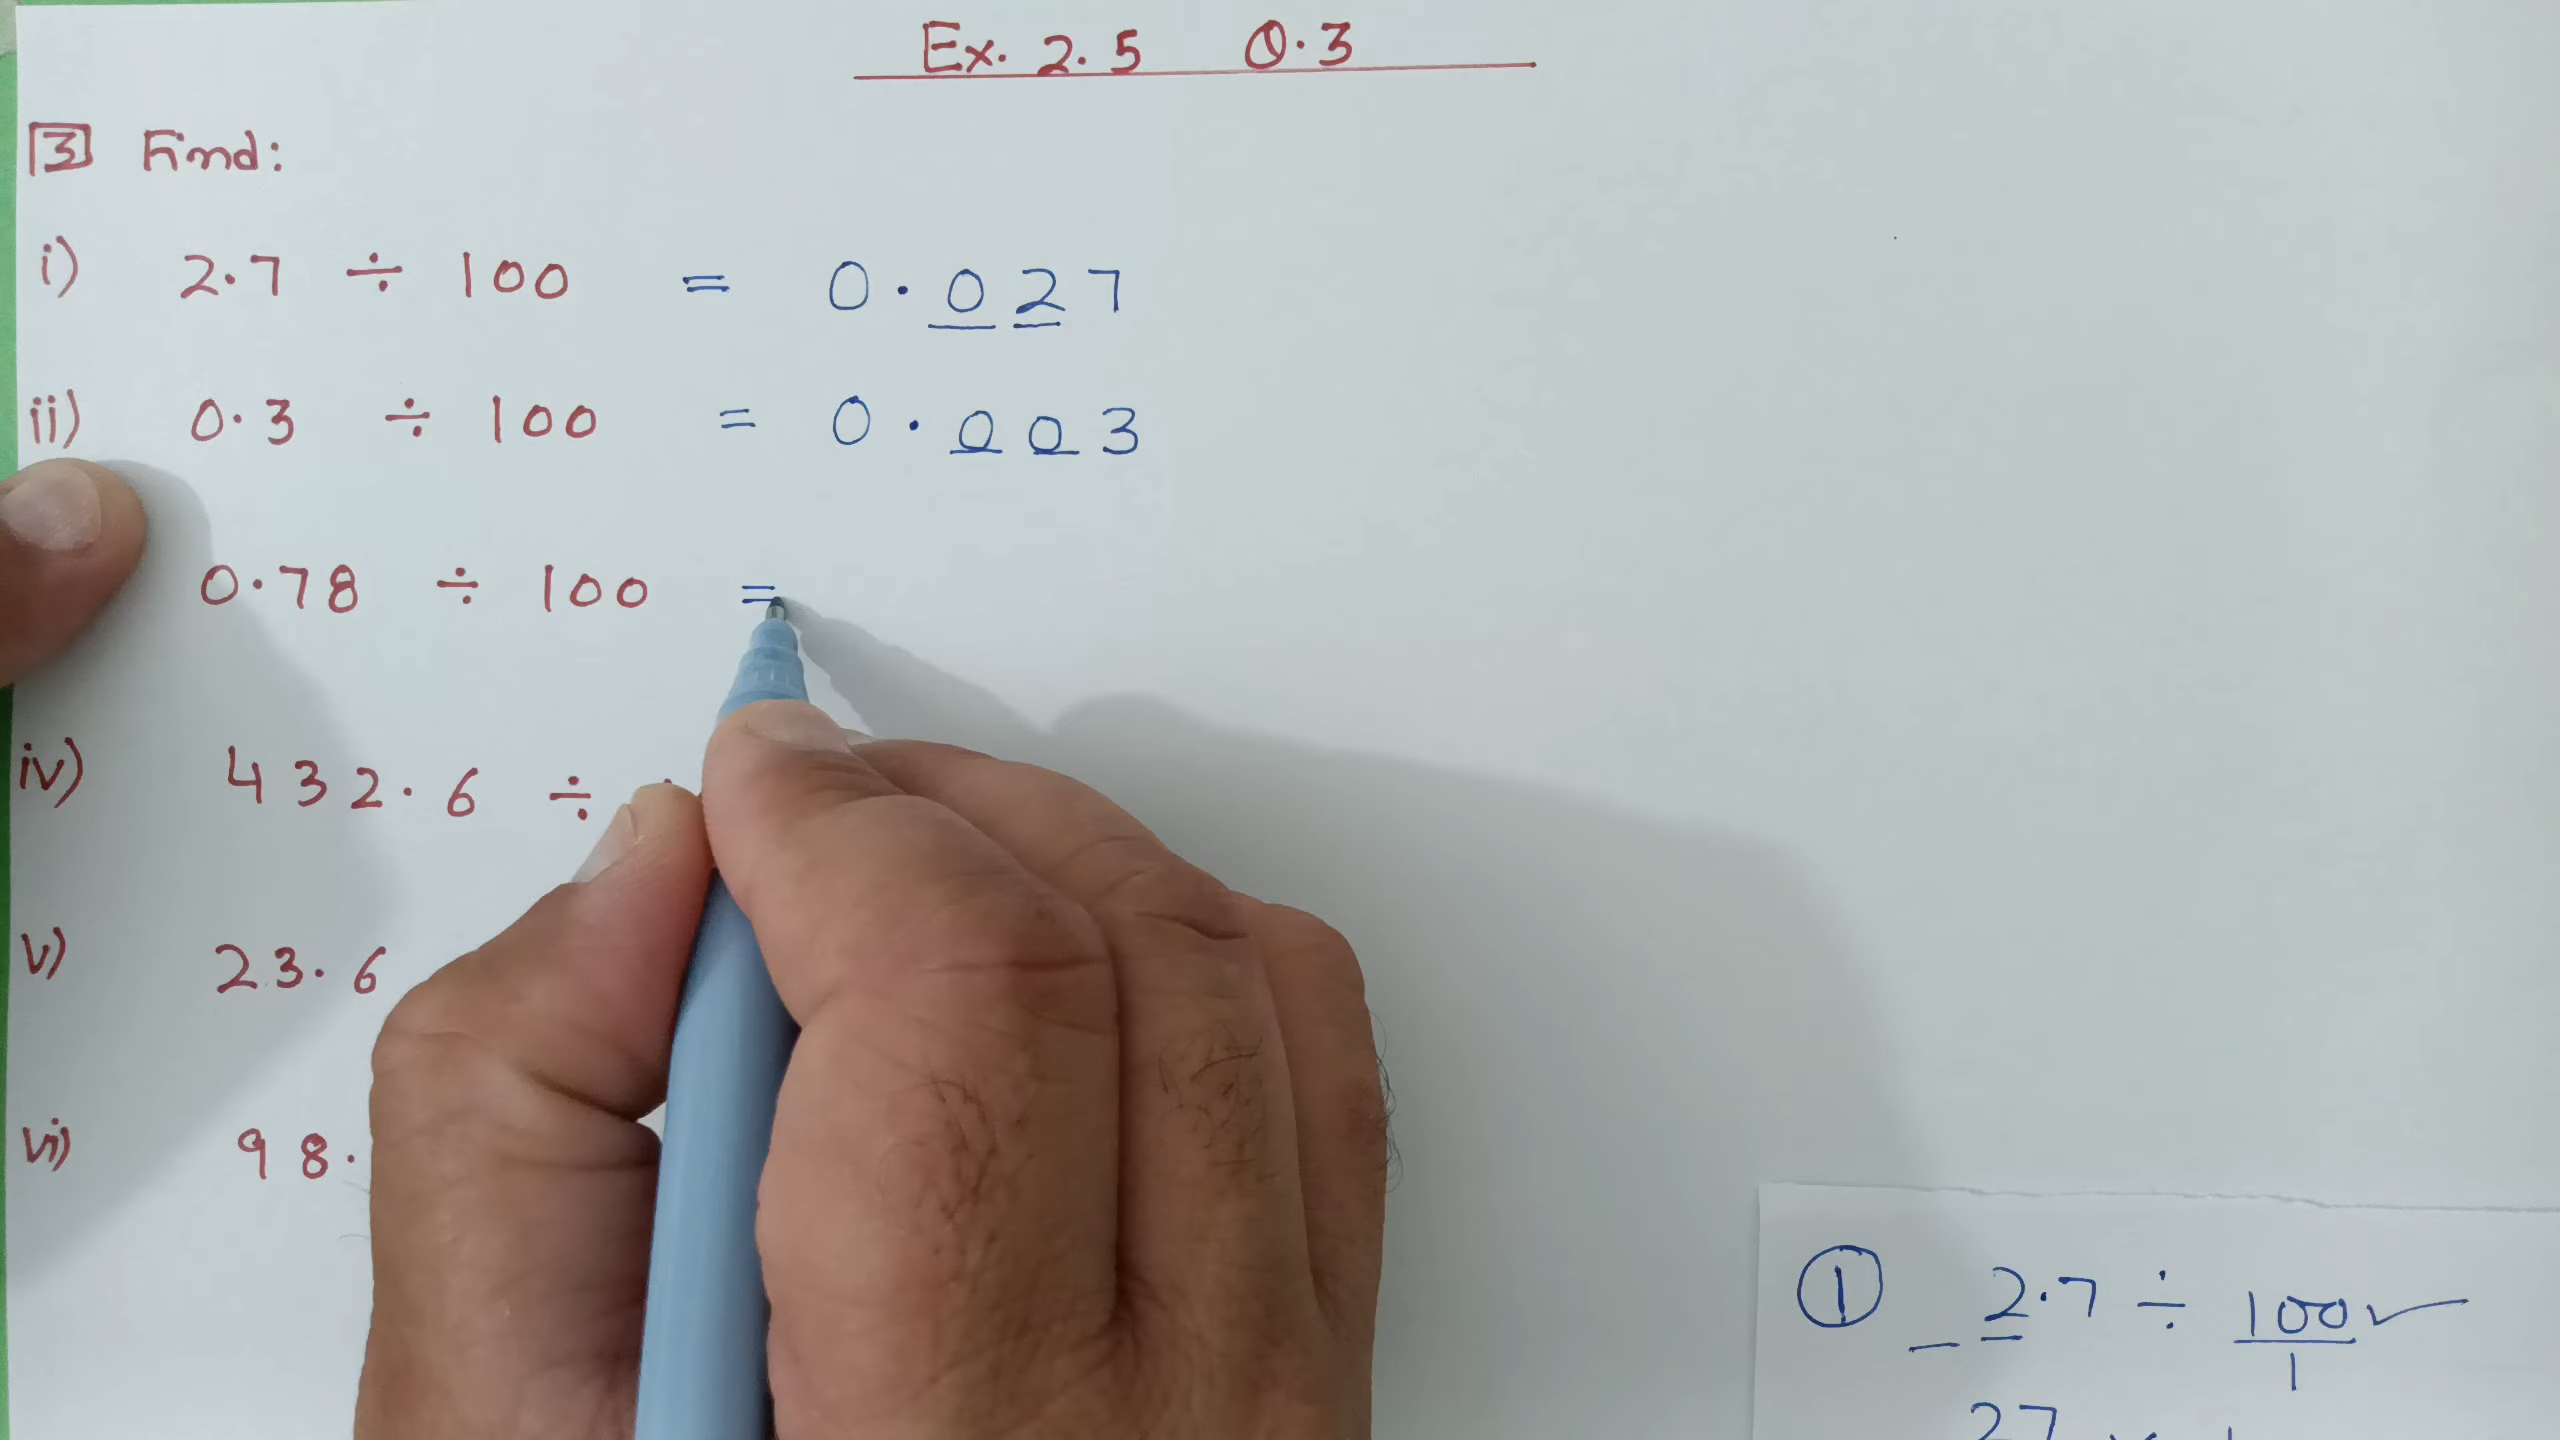 Ex. 2.5 Q.3
3 Find:
i) 2.7 ÷ 100 = 0.027
ii) 0.3 ÷ 100 = 0.003
0.78 ÷ 100 =
iv) 432.6 ÷
v) 23.6
vi) 98.
① _ 2.7 ÷ 100 ✓
1
27